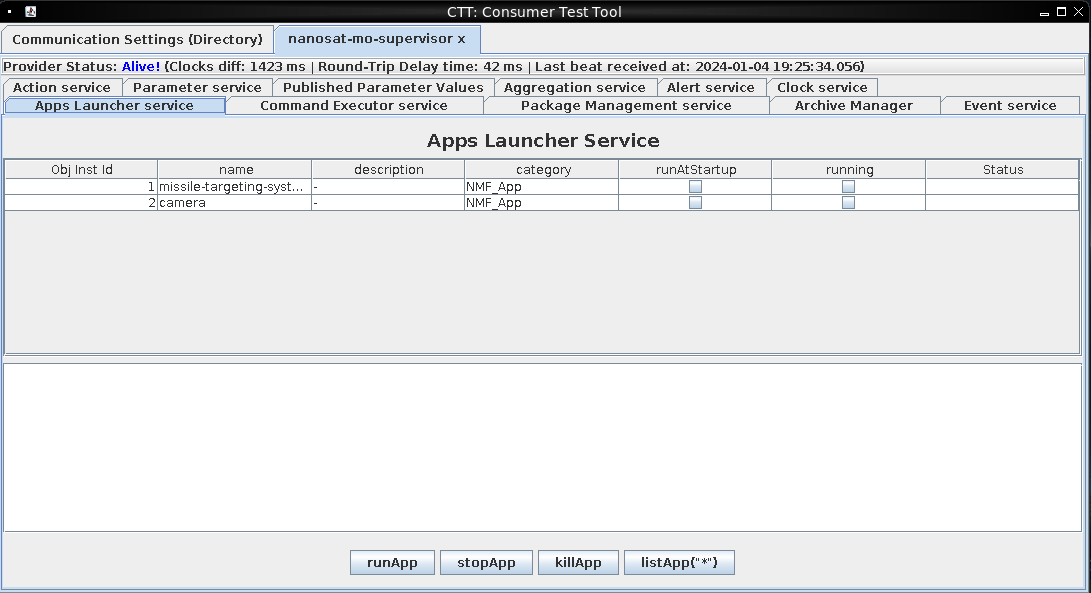 CTT: Consumer Test Tool
Communication Settings (Directory) nanosat-mo-supervisor x
Provider Status: Alive! (Clocks diff: 1423 ms | Round-Trip Delay time: 42 ms | Last beat received at: 2024-01-04 19:25:34.056)
Action service Parameter service Published Parameter Values Aggregation service Alert service Clock service
Apps Launcher service Command Executor service Package Management service Archive Manager Event service
Apps Launcher Service
Obj Inst Id name description category runAtStartup running Status
1 missile-targeting-syst... - NMF_App
2 camera - NMF_App
runApp stopApp killApp listApp("*")